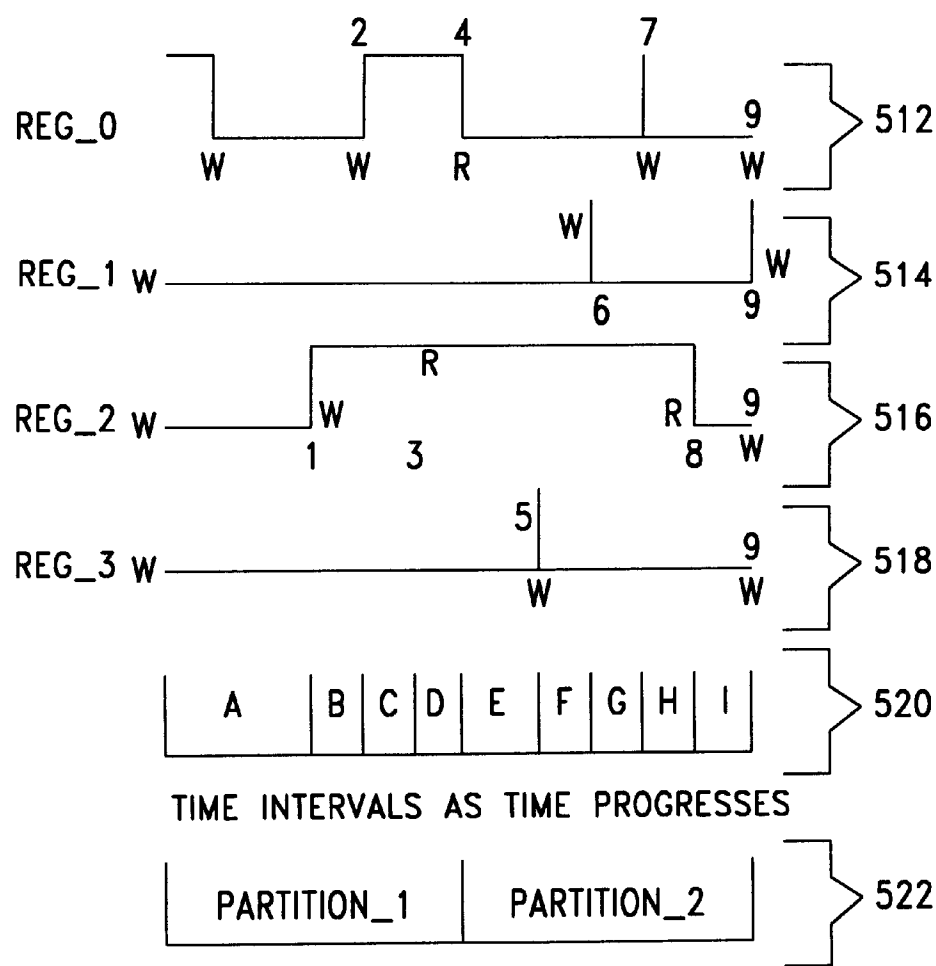 2 4 7
REG_0 9 512
W W R W W
REG_1 W W W 514
6 9
R
REG_2 W W R 9 516
1 3 8 W
5
REG_3 W 9 518
W W
A B C D E F G H I 520
TIME INTERVALS AS TIME PROGRESSES
PARTITION_1 PARTITION_2 522